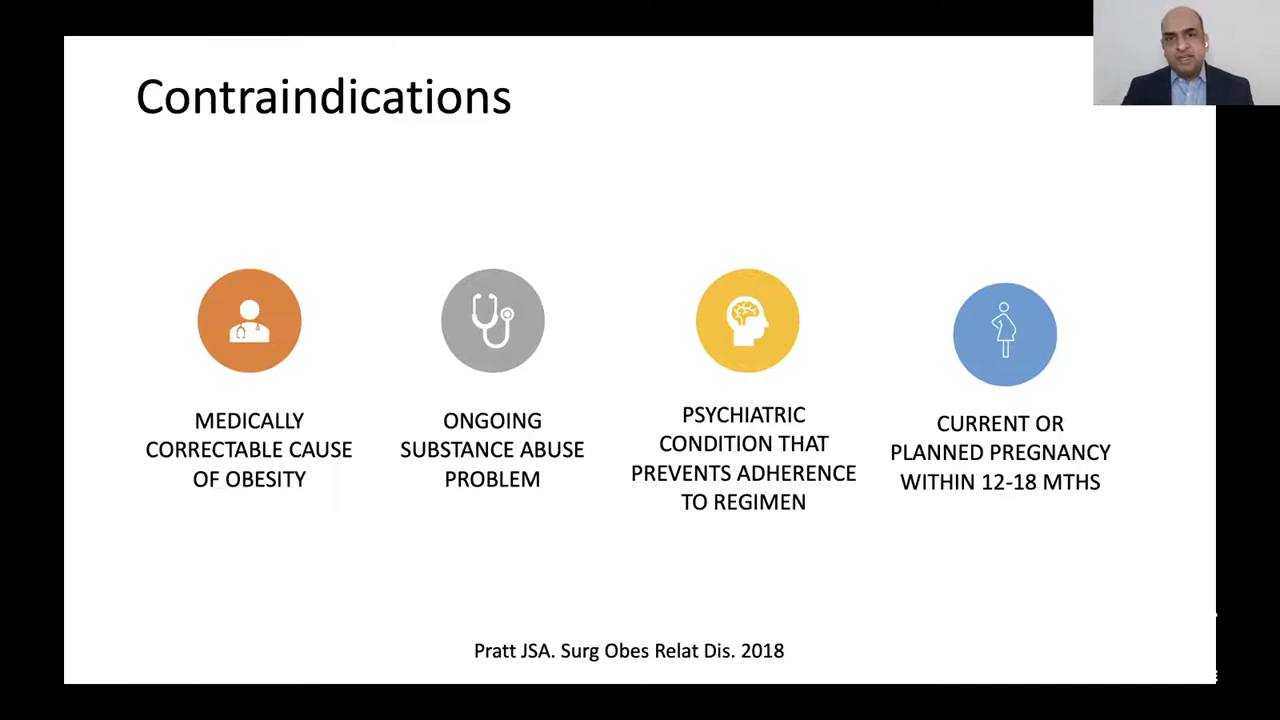 Contraindications
MEDICALLY
CORRECTABLE CAUSE
OF OBESITY
ONGOING
SUBSTANCE ABUSE
PROBLEM
PSYCHIATRIC
CONDITION THAT
PREVENTS ADHERENCE
TO REGIMEN
CURRENT OR
PLANNED PREGNANCY
WITHIN 12-18 MTHS
Pratt JSA. Surg Obes Relat Dis. 2018